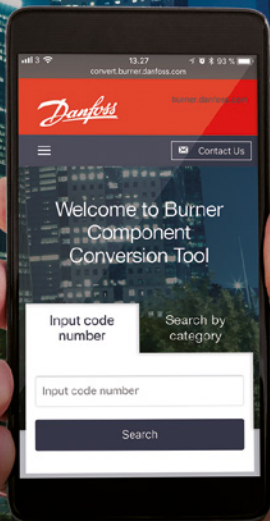 3 13.27 93 %
convert.burner.danfoss.com
Danfoss
Contact Us
Welcome to Burner
Component
Conversion Tool
Input code
number
Search by
category
Input code number
Search